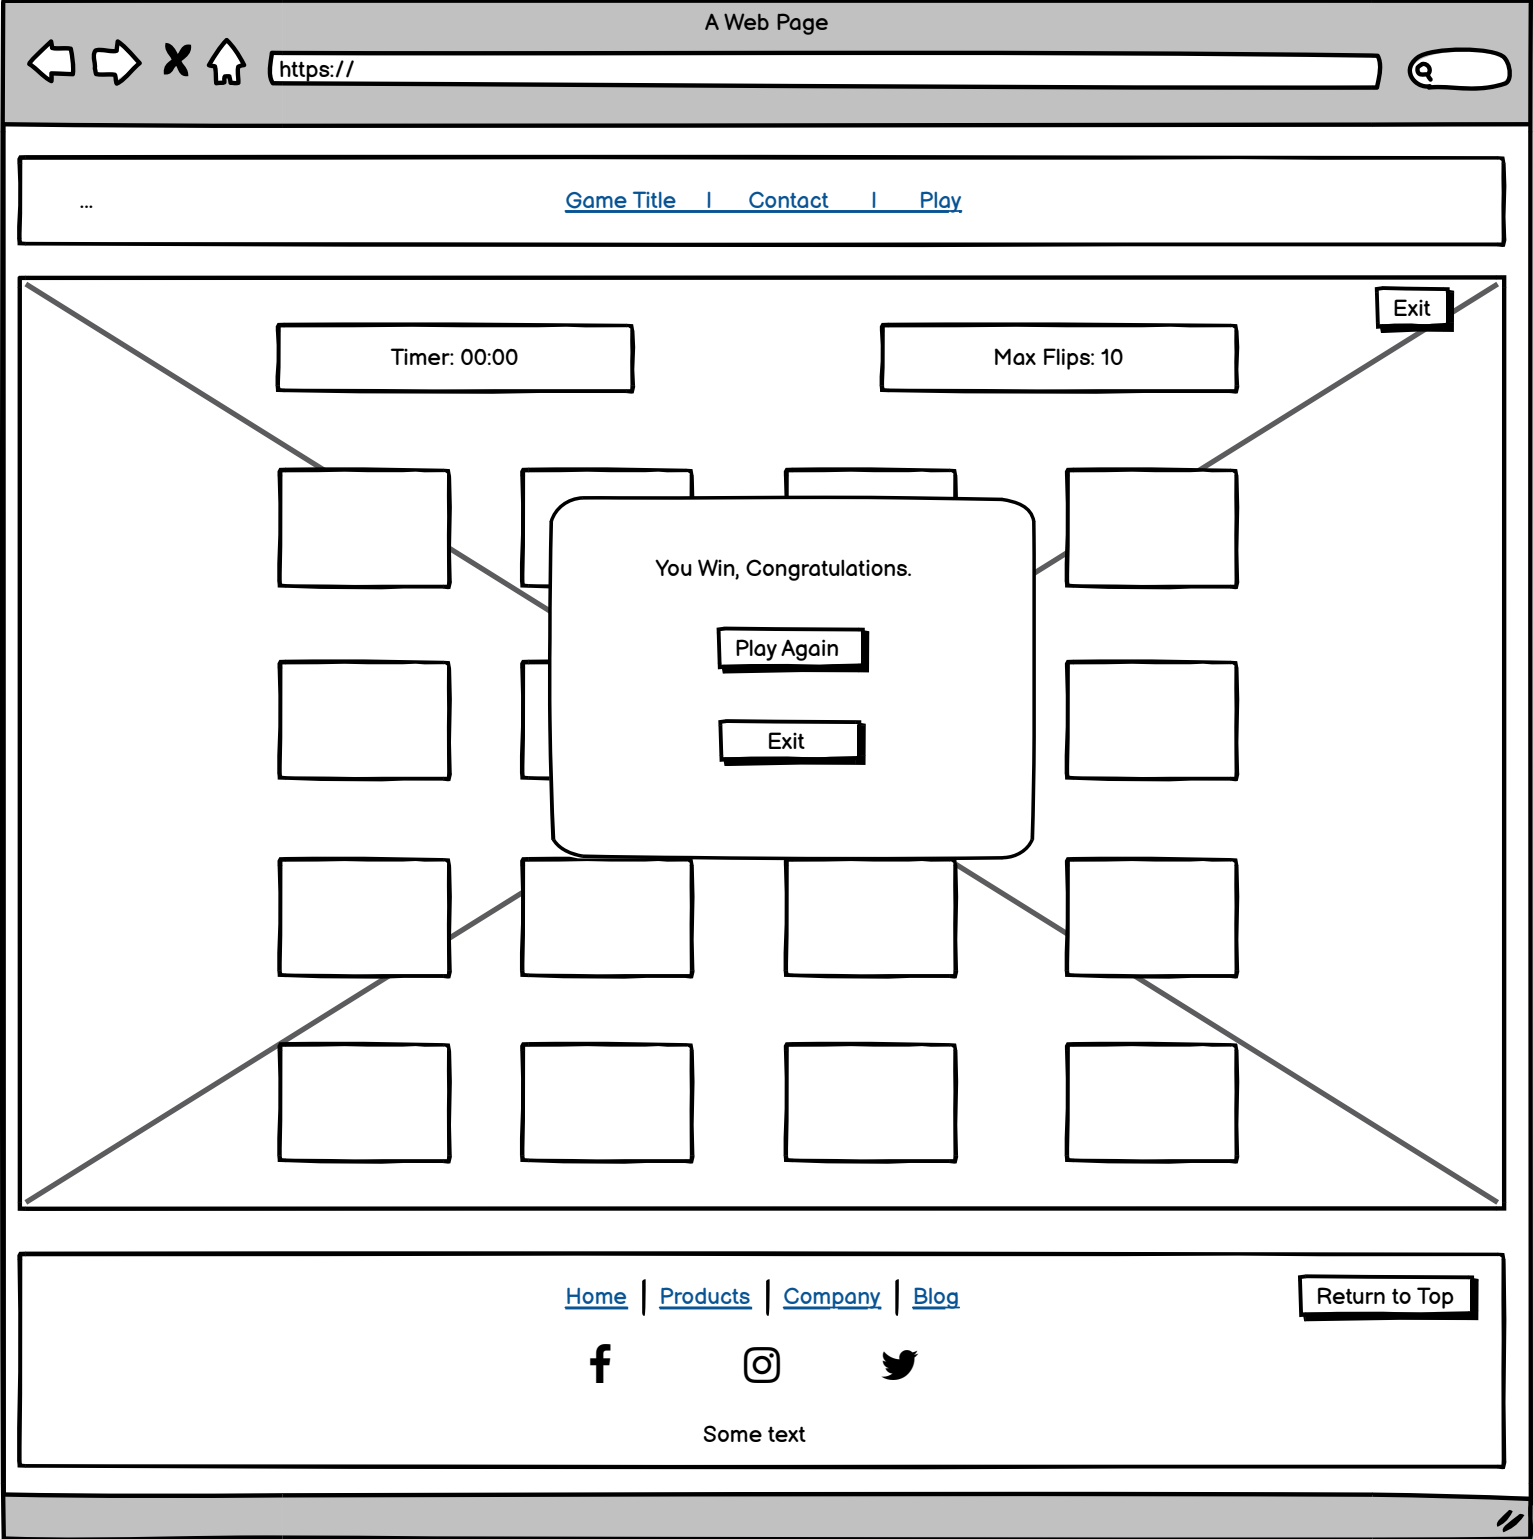 A Web Page
https://
...
Game Title | Contact | Play
Exit
Timer: 00:00
Max Flips: 10
You Win, Congratulations.
Play Again
Exit
Home | Products | Company | Blog
Return to Top
Some text